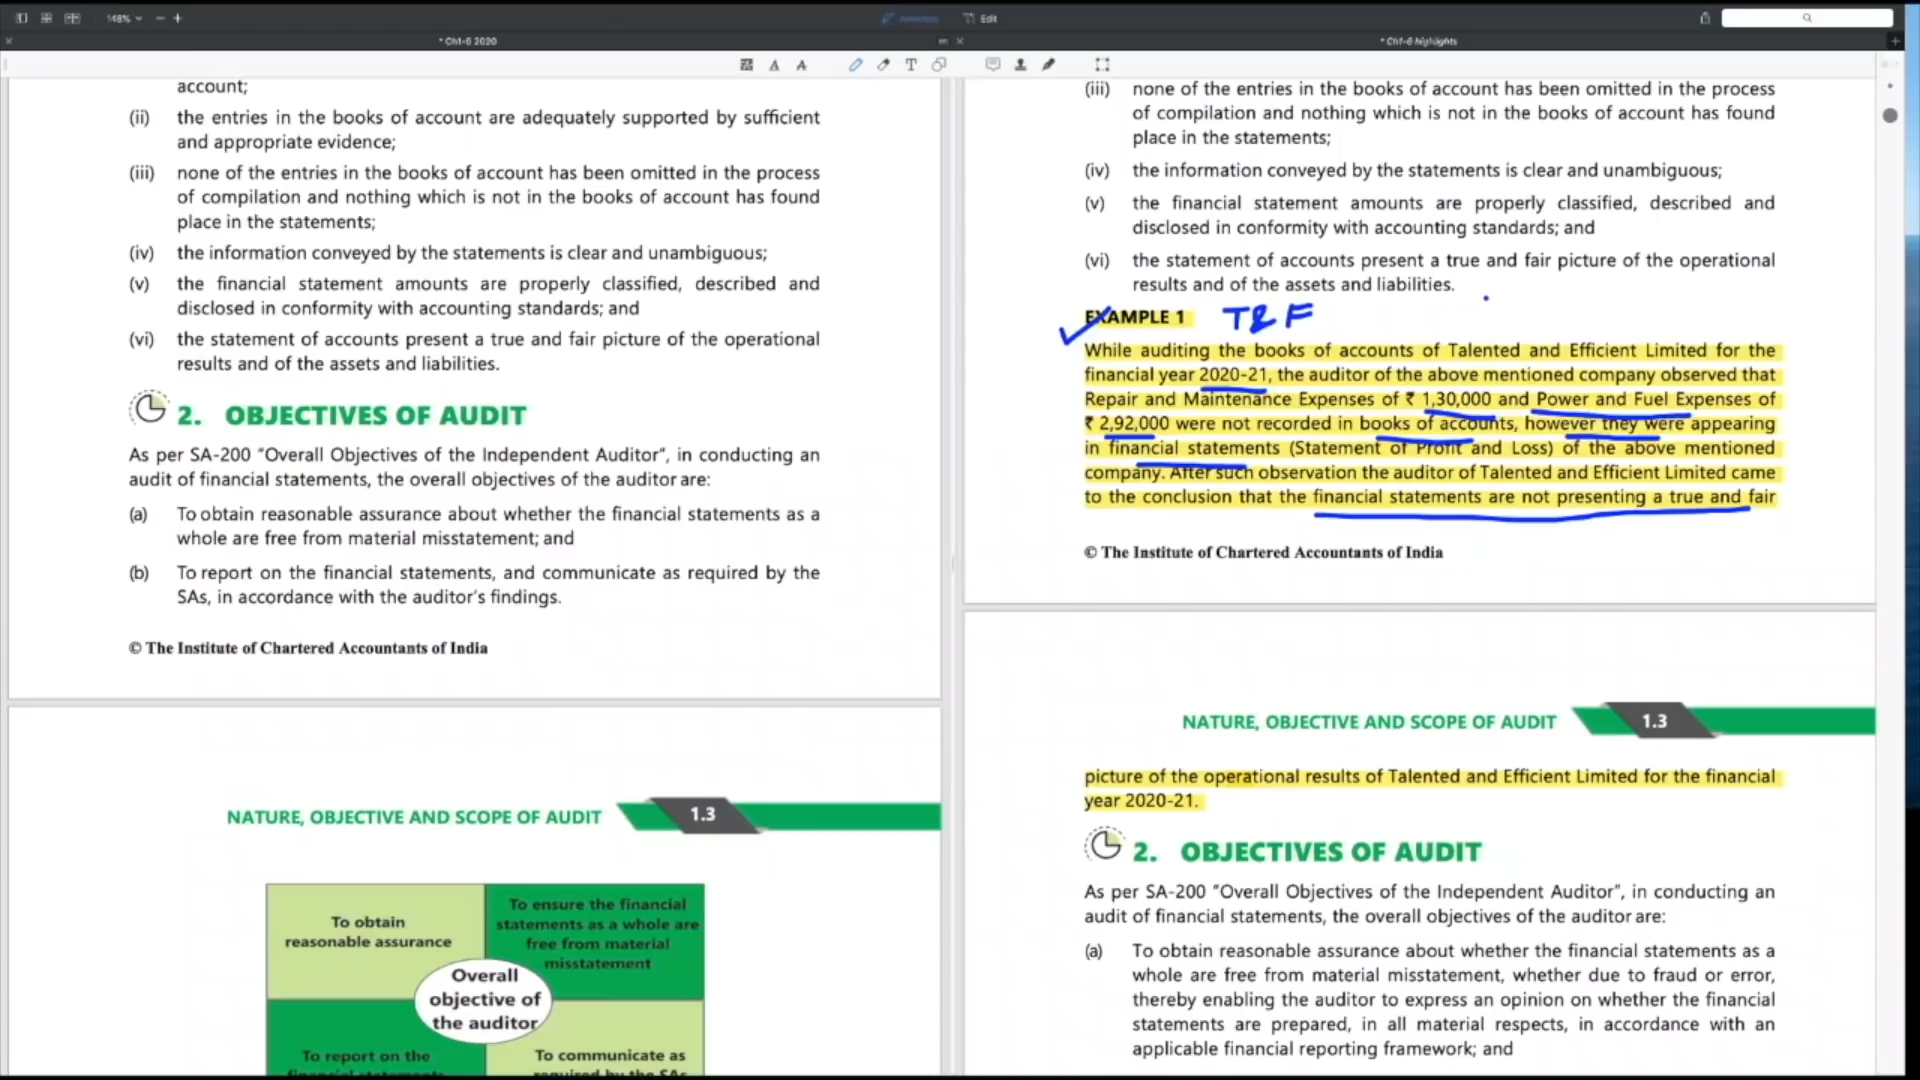 148%
Edit
* Ch1-6 2020
* Ch1-6 highlights
account;
(ii) the entries in the books of account are adequately supported by sufficient
and appropriate evidence;
(iii) none of the entries in the books of account has been omitted in the process
of compilation and nothing which is not in the books of account has found
place in the statements;
(iv) the information conveyed by the statements is clear and unambiguous;
(v) the financial statement amounts are properly classified, described and
disclosed in conformity with accounting standards; and
(vi) the statement of accounts present a true and fair picture of the operational
results and of the assets and liabilities.
2. OBJECTIVES OF AUDIT
As per SA-200 “Overall Objectives of the Independent Auditor”, in conducting an
audit of financial statements, the overall objectives of the auditor are:
(a) To obtain reasonable assurance about whether the financial statements as a
whole are free from material misstatement; and
(b) To report on the financial statements, and communicate as required by the
SAs, in accordance with the auditor’s findings.
© The Institute of Chartered Accountants of India
NATURE, OBJECTIVE AND SCOPE OF AUDIT 1.3
To obtain
reasonable assurance
To ensure the financial
statements as a whole are
free from material
misstatement
Overall
objective of
the auditor
To report on the
financial statements
To communicate as
required by the SAs
(iii) none of the entries in the books of account has been omitted in the process
of compilation and nothing which is not in the books of account has found
place in the statements;
(iv) the information conveyed by the statements is clear and unambiguous;
(v) the financial statement amounts are properly classified, described and
disclosed in conformity with accounting standards; and
(vi) the statement of accounts present a true and fair picture of the operational
results and of the assets and liabilities.
EXAMPLE 1 T&F
While auditing the books of accounts of Talented and Efficient Limited for the
financial year 2020-21, the auditor of the above mentioned company observed that
Repair and Maintenance Expenses of ₹ 1,30,000 and Power and Fuel Expenses of
₹ 2,92,000 were not recorded in books of accounts, however they were appearing
in financial statements (Statement of Profit and Loss) of the above mentioned
company. After such observation the auditor of Talented and Efficient Limited came
to the conclusion that the financial statements are not presenting a true and fair
© The Institute of Chartered Accountants of India
NATURE, OBJECTIVE AND SCOPE OF AUDIT 1.3
picture of the operational results of Talented and Efficient Limited for the financial
year 2020-21.
2. OBJECTIVES OF AUDIT
As per SA-200 “Overall Objectives of the Independent Auditor”, in conducting an
audit of financial statements, the overall objectives of the auditor are:
(a) To obtain reasonable assurance about whether the financial statements as a
whole are free from material misstatement, whether due to fraud or error,
thereby enabling the auditor to express an opinion on whether the financial
statements are prepared, in all material respects, in accordance with an
applicable financial reporting framework; and